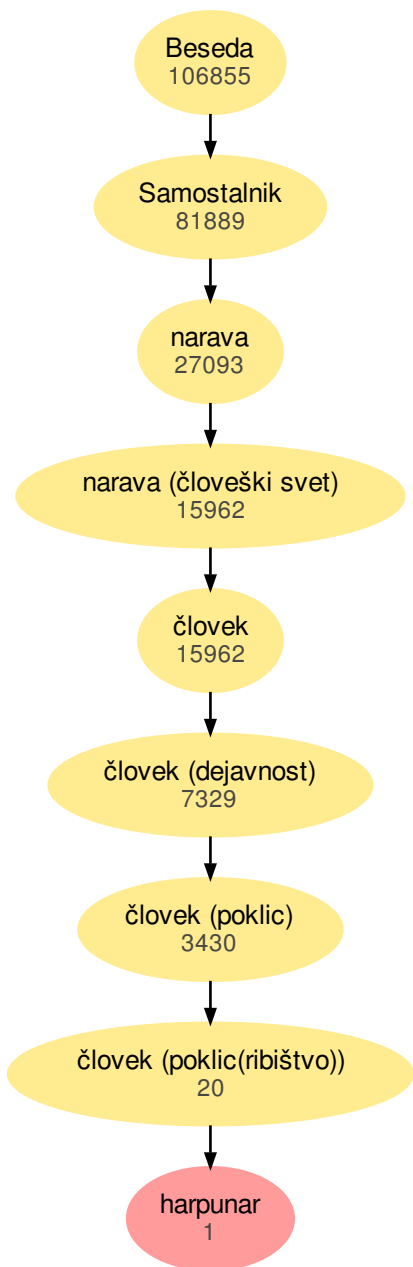 Beseda
106855
Samostalnik
81889
narava
27093
narava (človeški svet)
15962
človek
15962
človek (dejavnost)
7329
človek (poklic)
3430
človek (poklic(ribištvo))
20
harpunar
1